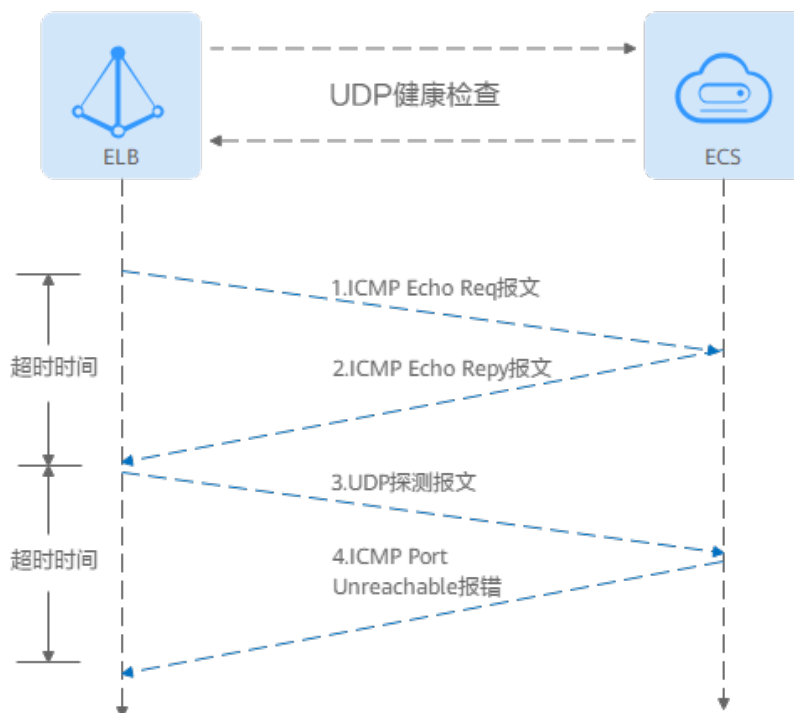 UDP健康检查
ELB
ECS
1.ICMP Echo Req报文
超时时间
2.ICMP Echo Repy报文
3.UDP探测报文
超时时间
4.ICMP Port
Unreachable报错